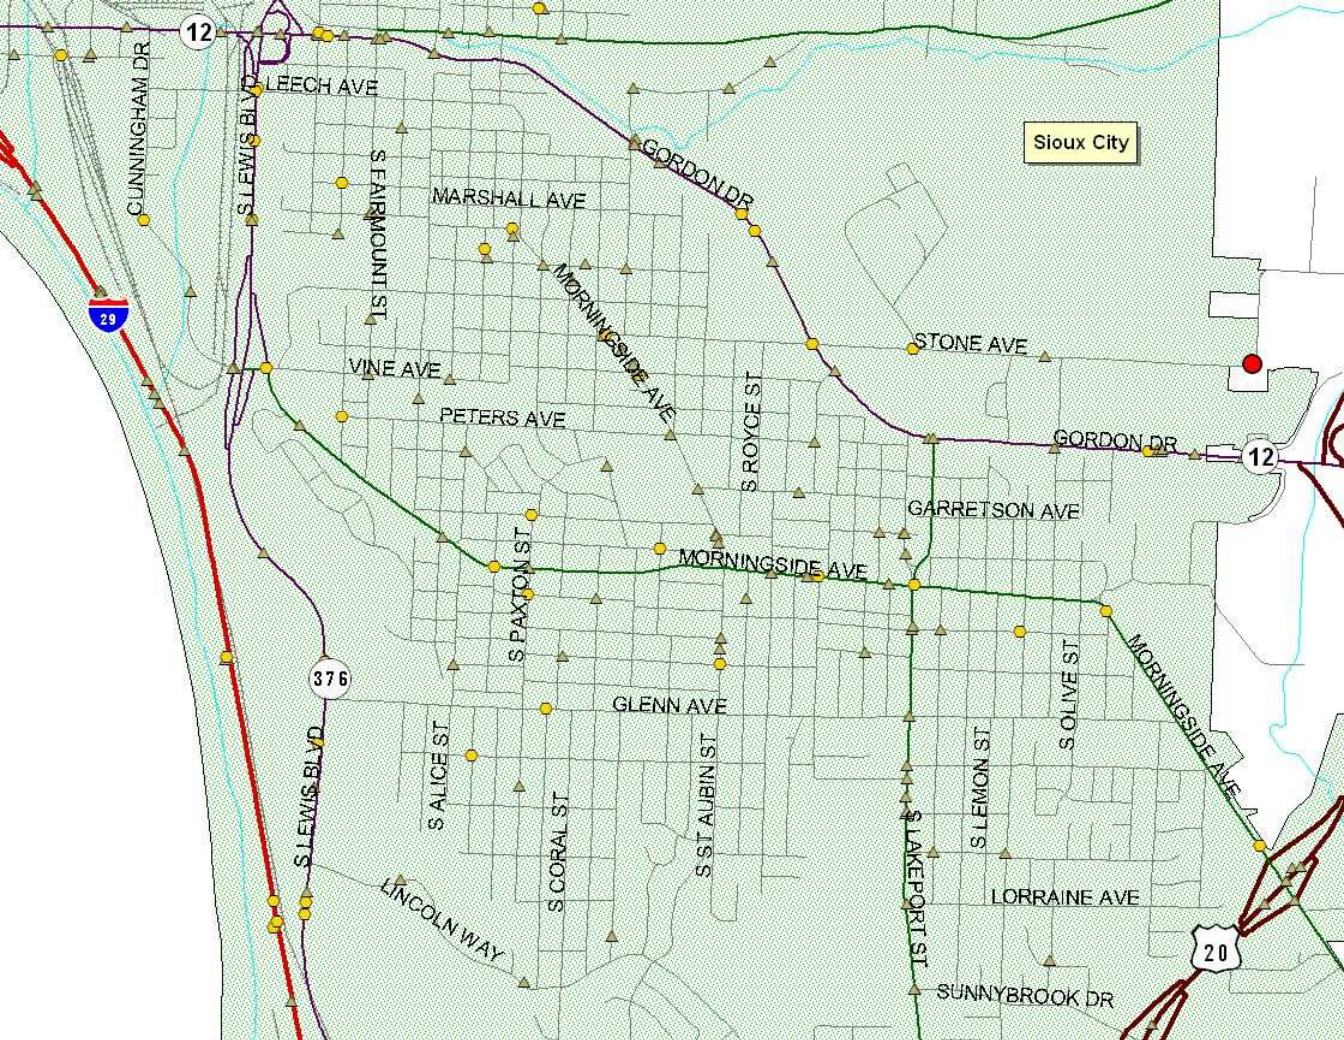 12
CUNNINGHAM DR
S LEWIS BLVD
LEECH AVE
S FAIRMOUNT ST
MARSHALL AVE
GORDON DR
Sioux City
29
MORNINGSIDE AVE
STONE AVE
VINE AVE
PETERS AVE
S ROYCE ST
GORDON DR
12
GARRETSON AVE
S PAXTON ST
MORNINGSIDE AVE
376
S OLIVE ST
MORNINGSIDE AVE
GLENN AVE
S LEWIS BLVD
S ALICE ST
S CORAL ST
S ST AUBIN ST
S LEMON ST
S LAKEPORT ST
LINCOLN WAY
LORRAINE AVE
20
SUNNYBROOK DR